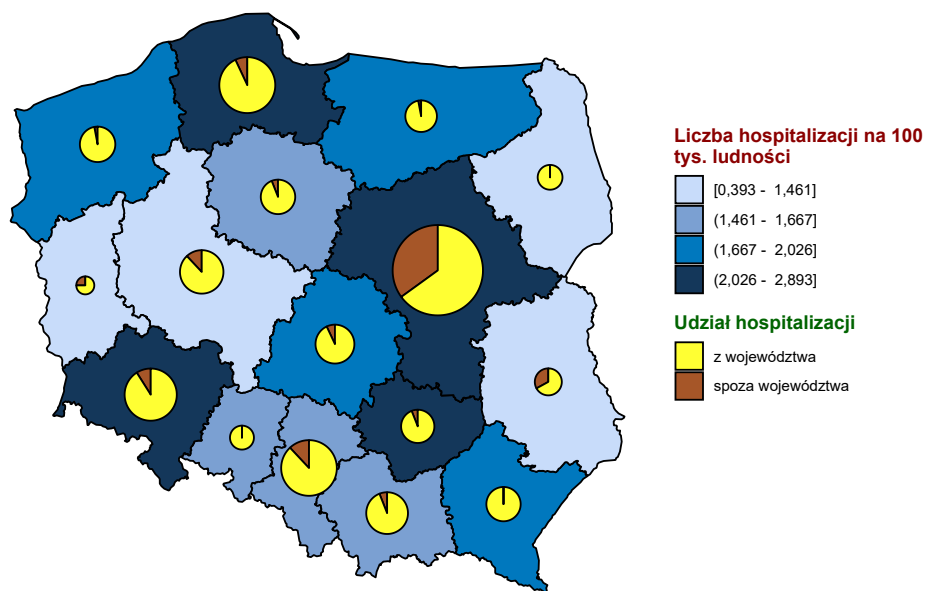 Liczba hospitalizacji na 100
tys. ludności
[0,393 - 1,461]
(1,461 - 1,667]
(1,667 - 2,026]
(2,026 - 2,893]
Udział hospitalizacji
z województwa
spoza województwa